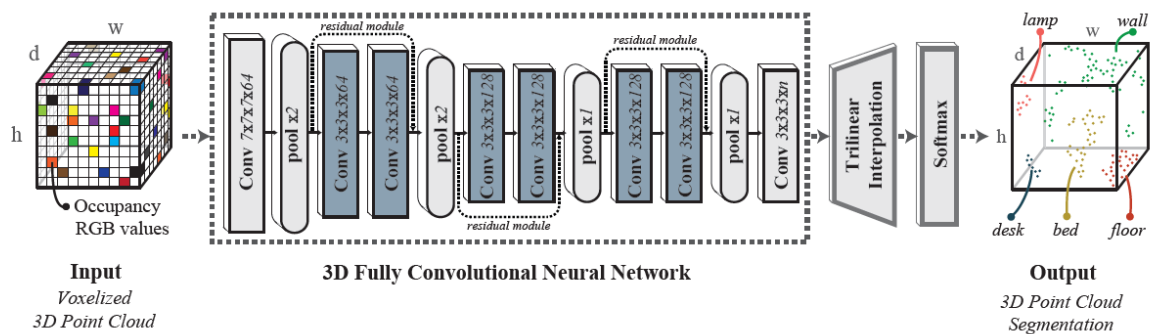 w
d
h
Occupancy
RGB values
Input
Voxelized
3D Point Cloud
residual module
residual module
residual module
Conv 7x7x7x64
pool x2
Conv 3x3x3x64
Conv 3x3x3x64
pool x2
Conv 3x3x3x128
Conv 3x3x3x128
pool x1
Conv 3x3x3x128
Conv 3x3x3x128
pool x1
Conv 3x3x3xn
3D Fully Convolutional Neural Network
Trilinear
Interpolation
Softmax
lamp
w
wall
d
h
desk
bed
floor
Output
3D Point Cloud
Segmentation